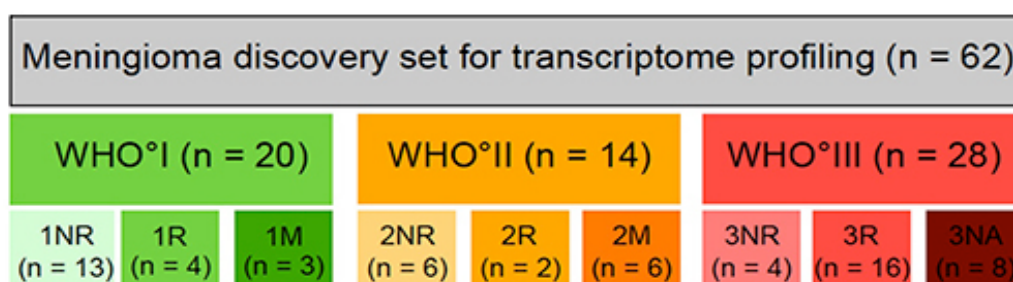 Meningioma discovery set for transcriptome profiling (n = 62)
WHO°I (n = 20) WHO°II (n = 14) WHO°III (n = 28)
1NR 1R 1M 2NR 2R 2M 3NR 3R 3NA
(n = 13) (n = 4) (n = 3) (n = 6) (n = 2) (n = 6) (n = 4) (n = 16) (n = 8)